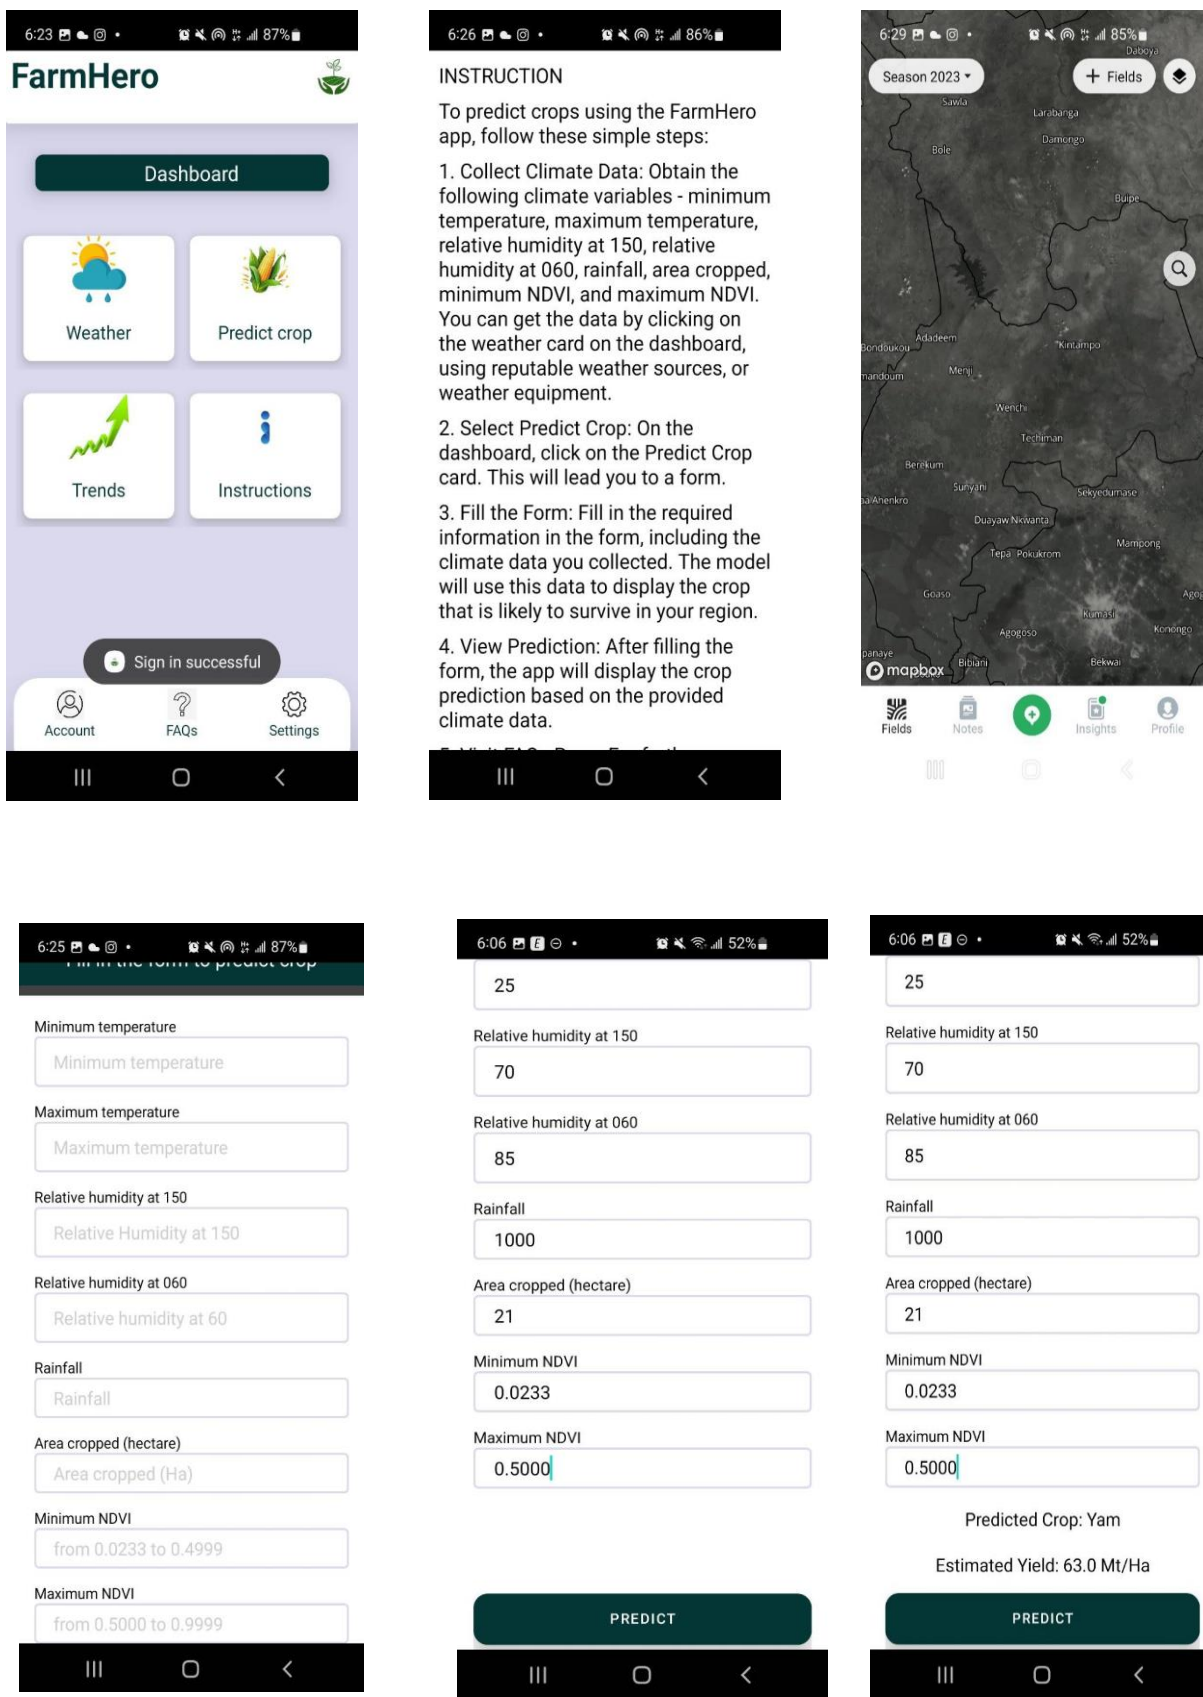 6:23 87%
FarmHero
Dashboard
Weather
Predict crop
Trends
Instructions
Sign in successful
Account
FAQs
Settings
6:26 86%
INSTRUCTION
To predict crops using the FarmHero
app, follow these simple steps:
1. Collect Climate Data: Obtain the
following climate variables - minimum
temperature, maximum temperature,
relative humidity at 150, relative
humidity at 060, rainfall, area cropped,
minimum NDVI, and maximum NDVI.
You can get the data by clicking on
the weather card on the dashboard,
using reputable weather sources, or
weather equipment.
2. Select Predict Crop: On the
dashboard, click on the Predict Crop
card. This will lead you to a form.
3. Fill the Form: Fill in the required
information in the form, including the
climate data you collected. The model
will use this data to display the crop
that is likely to survive in your region.
4. View Prediction: After filling the
form, the app will display the crop
prediction based on the provided
climate data.
6:29 85%
Daboya
Season 2023
+ Fields
Sawla
Larabanga
Damongo
Bole
Buipe
Adadeem
Bondoukou
Kintampo
Menji
mandoum
Wenchi
Techiman
Berekum
Sunyani
Sekyedumase
aa Ahenkro
Duayaw Nkwanta
Mampong
Tepa Pokukrom
Goaso
Agog
Kumasi
Konongo
Agogoso
panaye
Bibiani
Bekwai
mapbox
Fields
Notes
Insights
Profile
6:25 87%
Fill in the form to predict crop
Minimum temperature
Minimum temperature
Maximum temperature
Maximum temperature
Relative humidity at 150
Relative Humidity at 150
Relative humidity at 060
Relative humidity at 60
Rainfall
Rainfall
Area cropped (hectare)
Area cropped (Ha)
Minimum NDVI
from 0.0233 to 0.4999
Maximum NDVI
from 0.5000 to 0.9999
6:06 E 52%
25
Relative humidity at 150
70
Relative humidity at 060
85
Rainfall
1000
Area cropped (hectare)
21
Minimum NDVI
0.0233
Maximum NDVI
0.5000
PREDICT
6:06 E 52%
25
Relative humidity at 150
70
Relative humidity at 060
85
Rainfall
1000
Area cropped (hectare)
21
Minimum NDVI
0.0233
Maximum NDVI
0.5000
Predicted Crop: Yam
Estimated Yield: 63.0 Mt/Ha
PREDICT